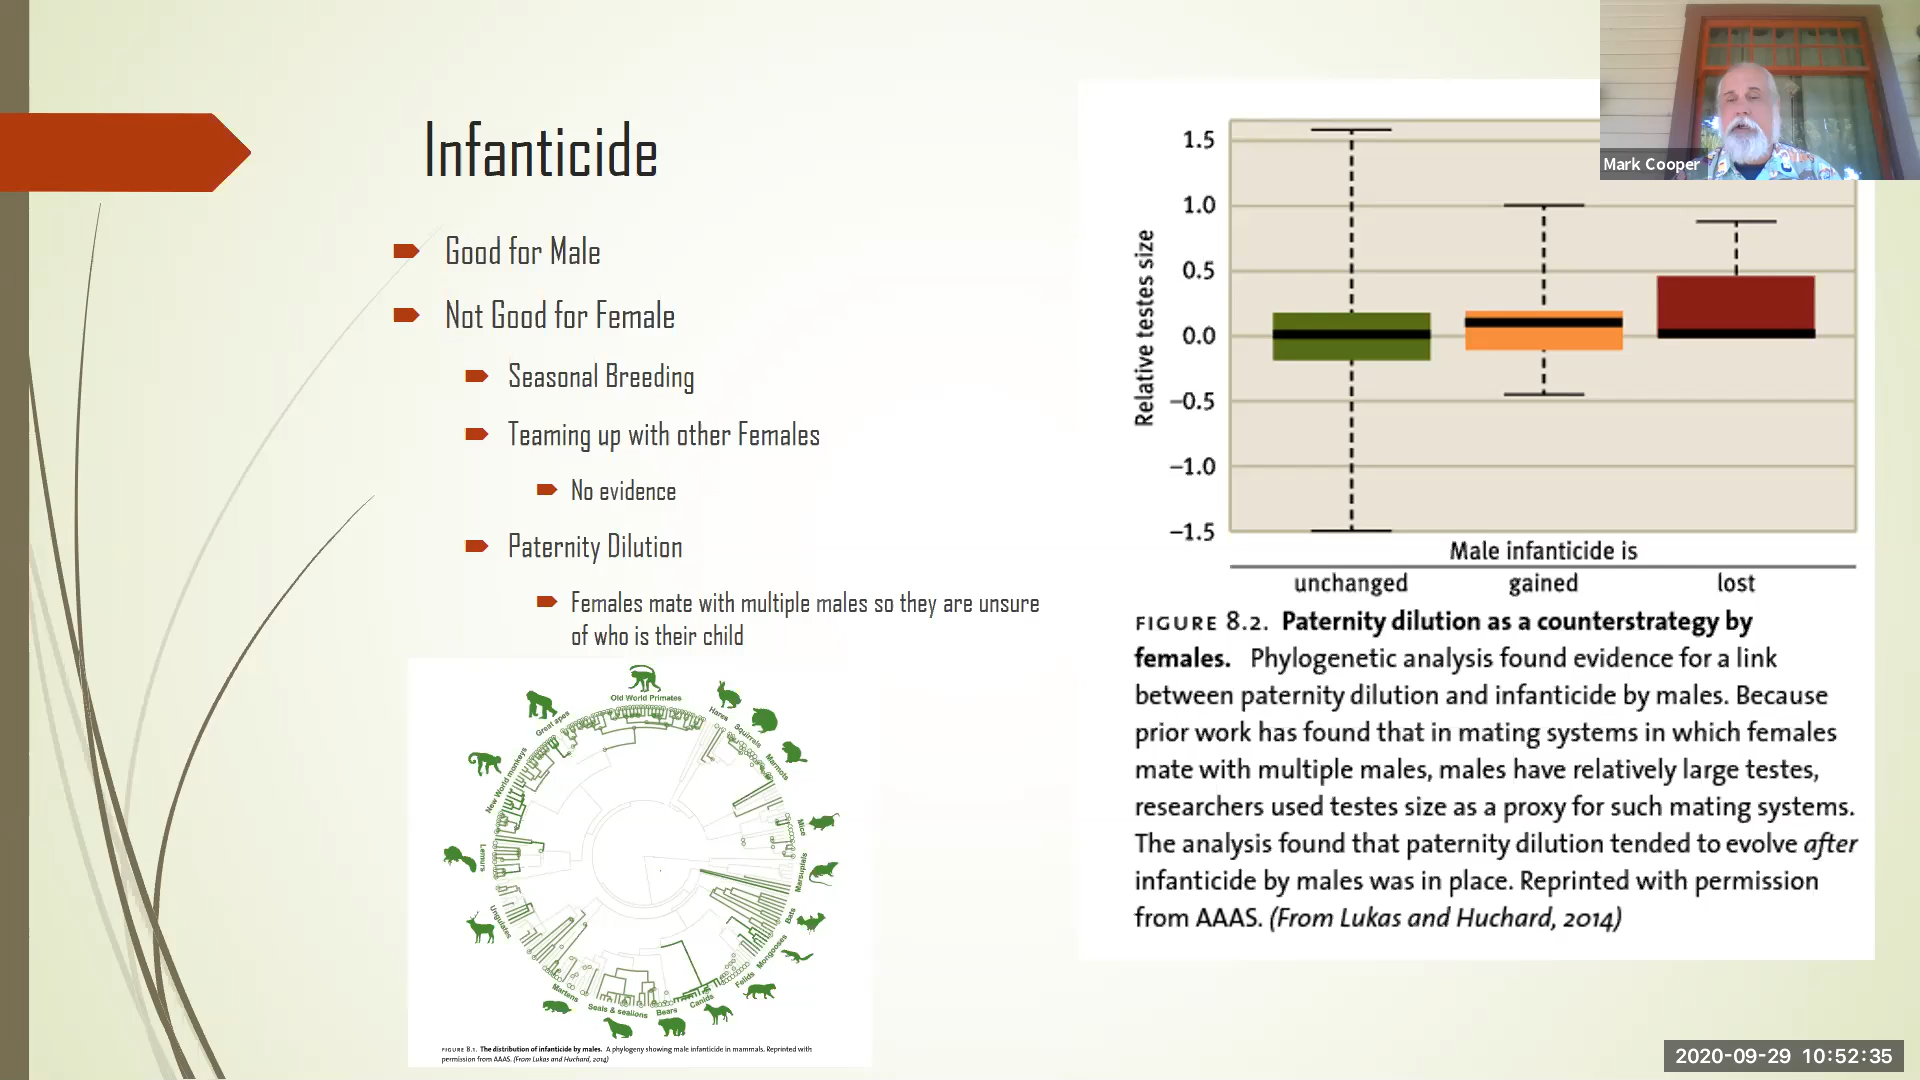 Infanticide
Good for Male
Not Good for Female
Seasonal Breeding
Teaming up with other Females
No evidence
Paternity Dilution
Females mate with multiple males so they are unsure
of who is their child
Old World Primates
Hares
Squirrels
Marmots
Mice
Marsupials
Bats
Mongooses
Felids
Canids
Bears
Seals & sealions
Martens
Ungulates
Lemurs
New World monkeys
Great apes
FIGURE 8.1. The distribution of infanticide by males. A phylogeny showing male infanticide in mammals. Reprinted with
permission from AAAS. (From Lukas and Huchard, 2014)
Relative testes size
1.5
1.0
0.5
0.0
−0.5
−1.0
−1.5
Male infanticide is
unchanged gained lost
FIGURE 8.2. Paternity dilution as a counterstrategy by
females. Phylogenetic analysis found evidence for a link
between paternity dilution and infanticide by males. Because
prior work has found that in mating systems in which females
mate with multiple males, males have relatively large testes,
researchers used testes size as a proxy for such mating systems.
The analysis found that paternity dilution tended to evolve after
infanticide by males was in place. Reprinted with permission
from AAAS. (From Lukas and Huchard, 2014)
Mark Cooper
2020-09-29 10:52:35